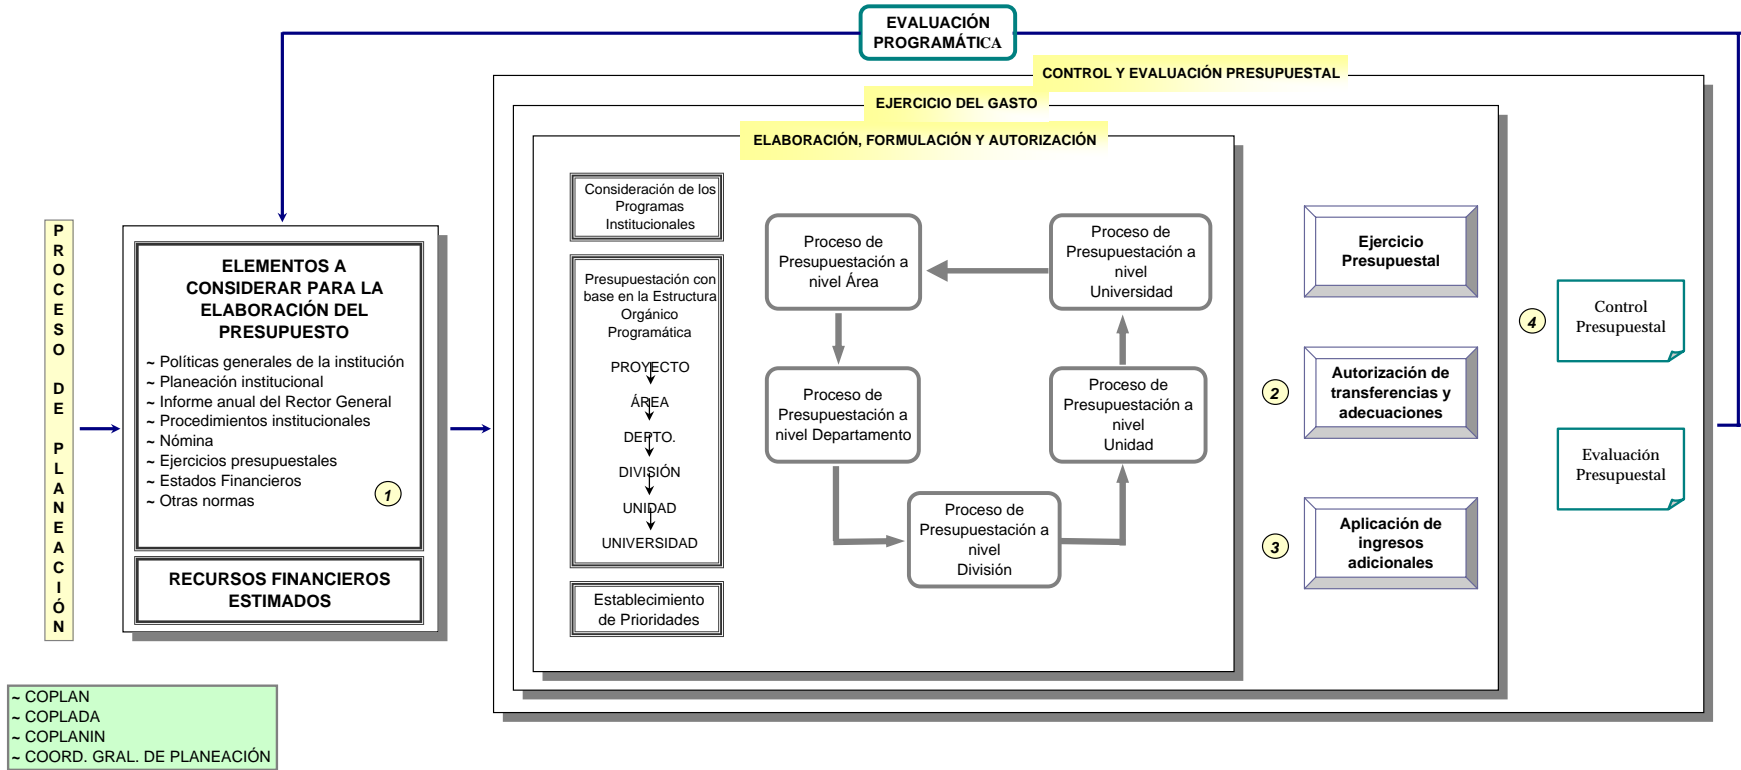 EVALUACIÓN
PROGRAMÁTICA
CONTROL Y EVALUACIÓN PRESUPUESTAL
EJERCICIO DEL GASTO
ELABORACIÓN, FORMULACIÓN Y AUTORIZACIÓN
PROCESO DE PLANEACIÓN
ELEMENTOS A
CONSIDERAR PARA LA
ELABORACIÓN DEL
PRESUPUESTO
~ Políticas generales de la institución
~ Planeación institucional
~ Informe anual del Rector General
~ Procedimientos institucionales
~ Nómina
~ Ejercicios presupuestales
~ Estados Financieros
~ Otras normas
1
RECURSOS FINANCIEROS
ESTIMADOS
Consideración de los
Programas
Institucionales
Presupuestación con
base en la Estructura
Orgánico
Programática
PROYECTO
ÁREA
DEPTO.
DIVISIÓN
UNIDAD
UNIVERSIDAD
Establecimiento
de Prioridades
Proceso de
Presupuestación a
nivel Área
Proceso de
Presupuestación a
nivel Departamento
Proceso de
Presupuestación a
nivel
División
Proceso de
Presupuestación a
nivel
Unidad
Proceso de
Presupuestación a
nivel
Universidad
Ejercicio
Presupuestal
2
Autorización de
transferencias y
adecuaciones
3
Aplicación de
ingresos
adicionales
4
Control
Presupuestal
Evaluación
Presupuestal
~ COPLAN
~ COPLADA
~ COPLANIN
~ COORD. GRAL. DE PLANEACIÓN